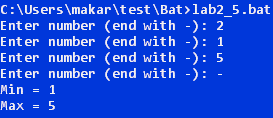 C:\Users\makar\test\Bat>lab2_5.bat
Enter number (end with -): 2
Enter number (end with -): 1
Enter number (end with -): 5
Enter number (end with -): -
Min = 1
Max = 5